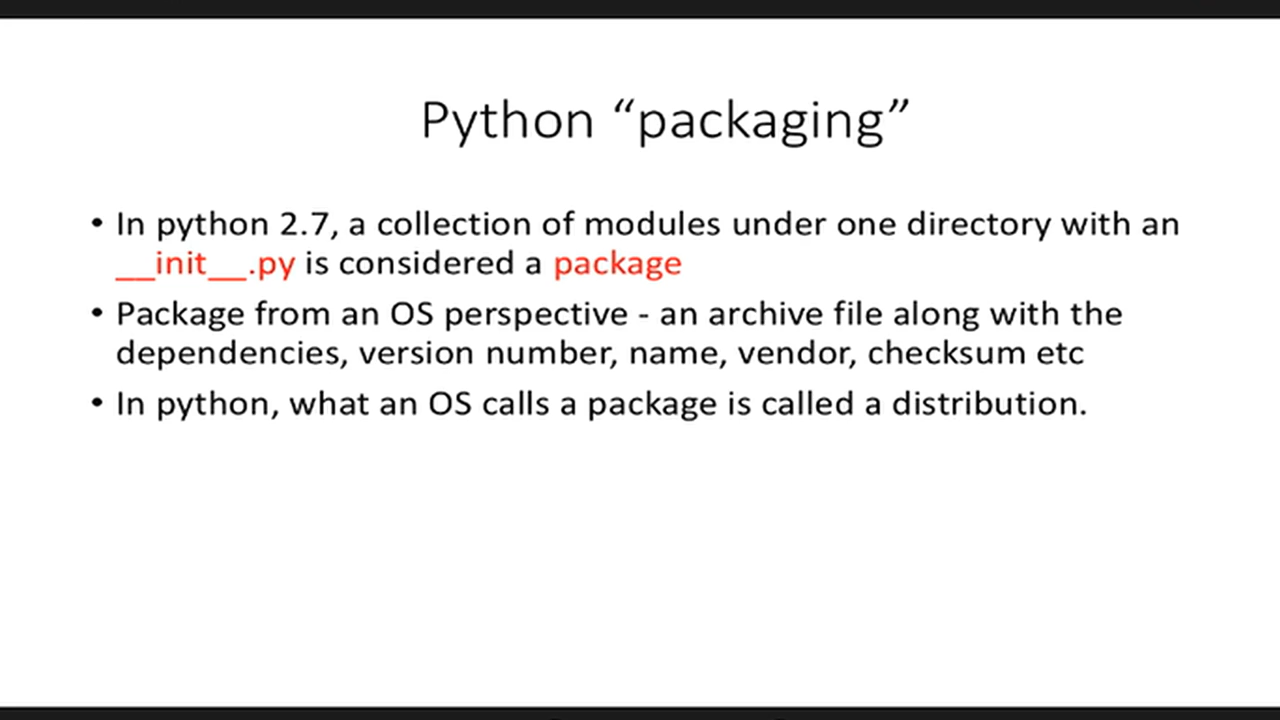 Python “packaging”
• In python 2.7, a collection of modules under one directory with an
__init__.py is considered a package
• Package from an OS perspective - an archive file along with the
dependencies, version number, name, vendor, checksum etc
• In python, what an OS calls a package is called a distribution.